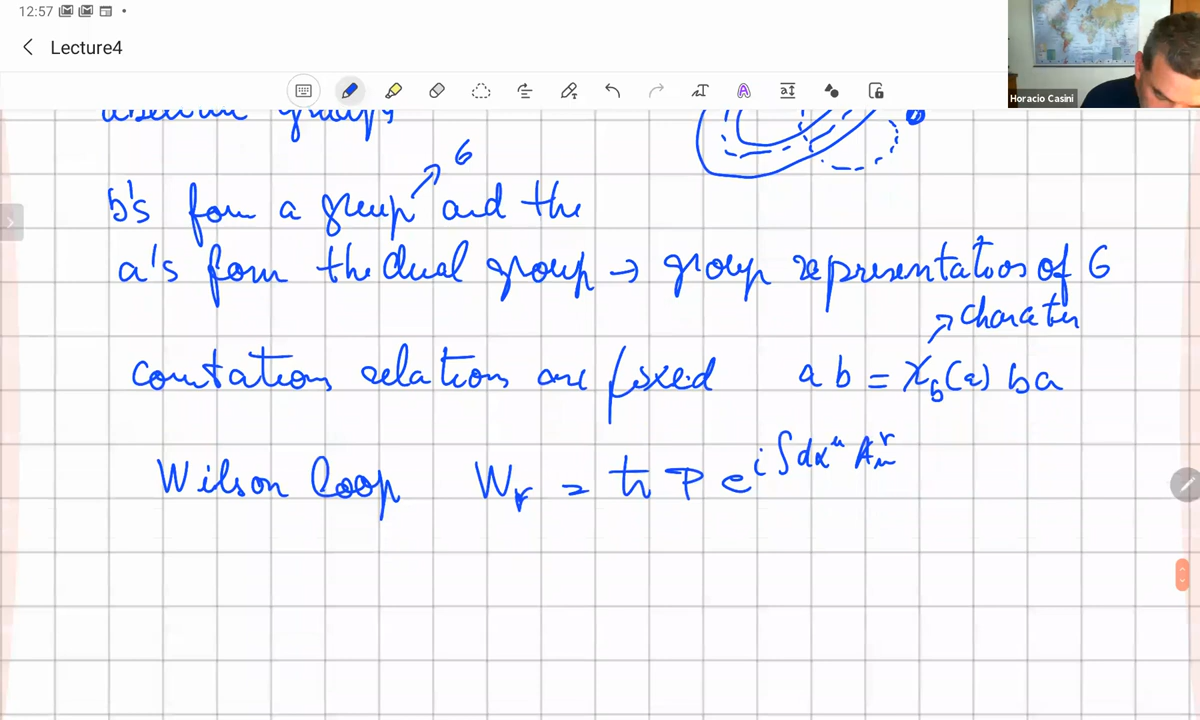 12:57
Lecture4
Horacio Casini
groups
G
b's form a group and the
a's form the dual group → group representations of G
character
commutation relations are fixed a b = χ_b(a) b a
Wilson loop W_r = tr P e^{i ∫ dx^μ A_μ^r}